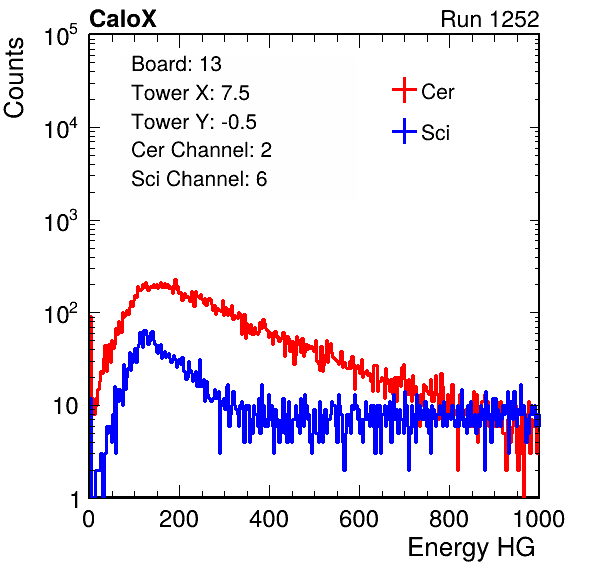 CaloX Run 1252
10^5
Counts
Board: 13
Tower X: 7.5
Tower Y: -0.5
Cer Channel: 2
Sci Channel: 6
Cer
Sci
10^4
10^3
10^2
10
1
0 200 400 600 800 1000
Energy HG